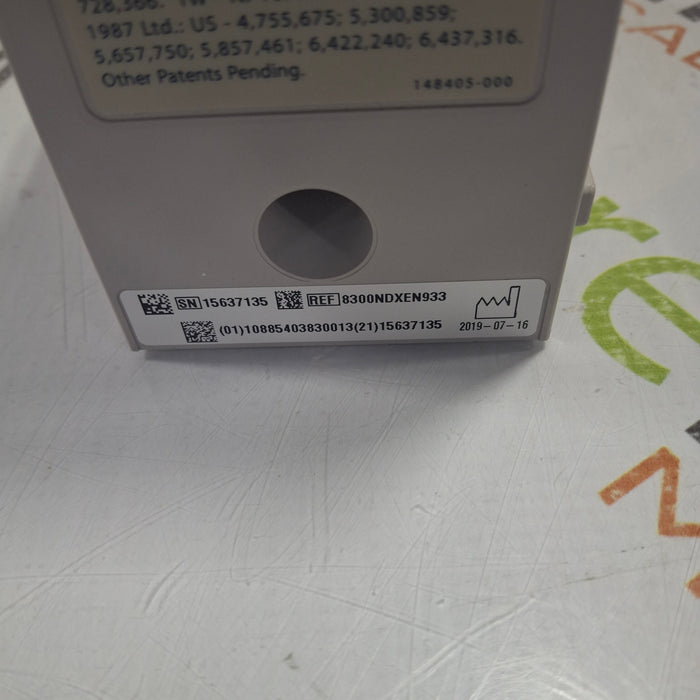 1987 Ltd.: US - 4,755,675; 5,300,859;
5,657,750; 5,857,461; 6,422,240; 6,437,316.
Other Patents Pending.
148405-000
SN 15637135 REF 8300NDXEN933
(01)10885403830013(21)15637135 2019-07-16